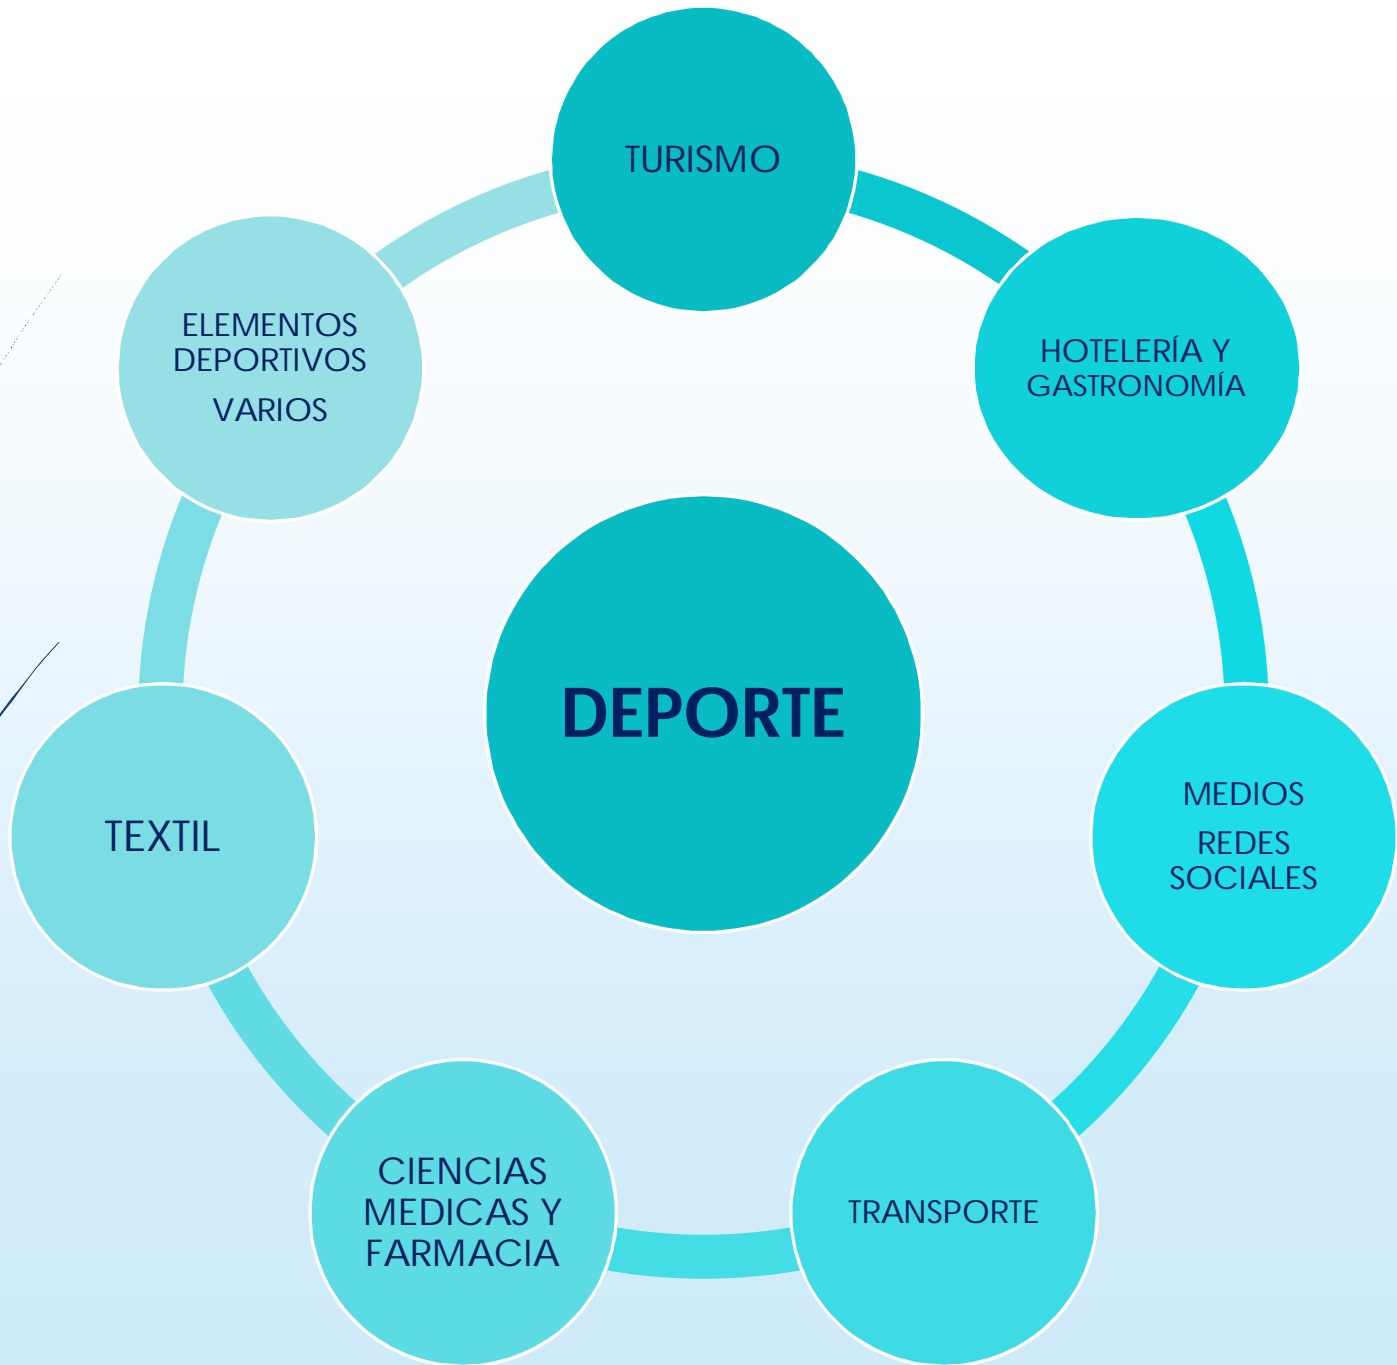 TURISMO
HOTELERÍA Y
GASTRONOMÍA
MEDIOS
REDES
SOCIALES
TRANSPORTE
CIENCIAS
MEDICAS Y
FARMACIA
TEXTIL
ELEMENTOS
DEPORTIVOS
VARIOS
DEPORTE